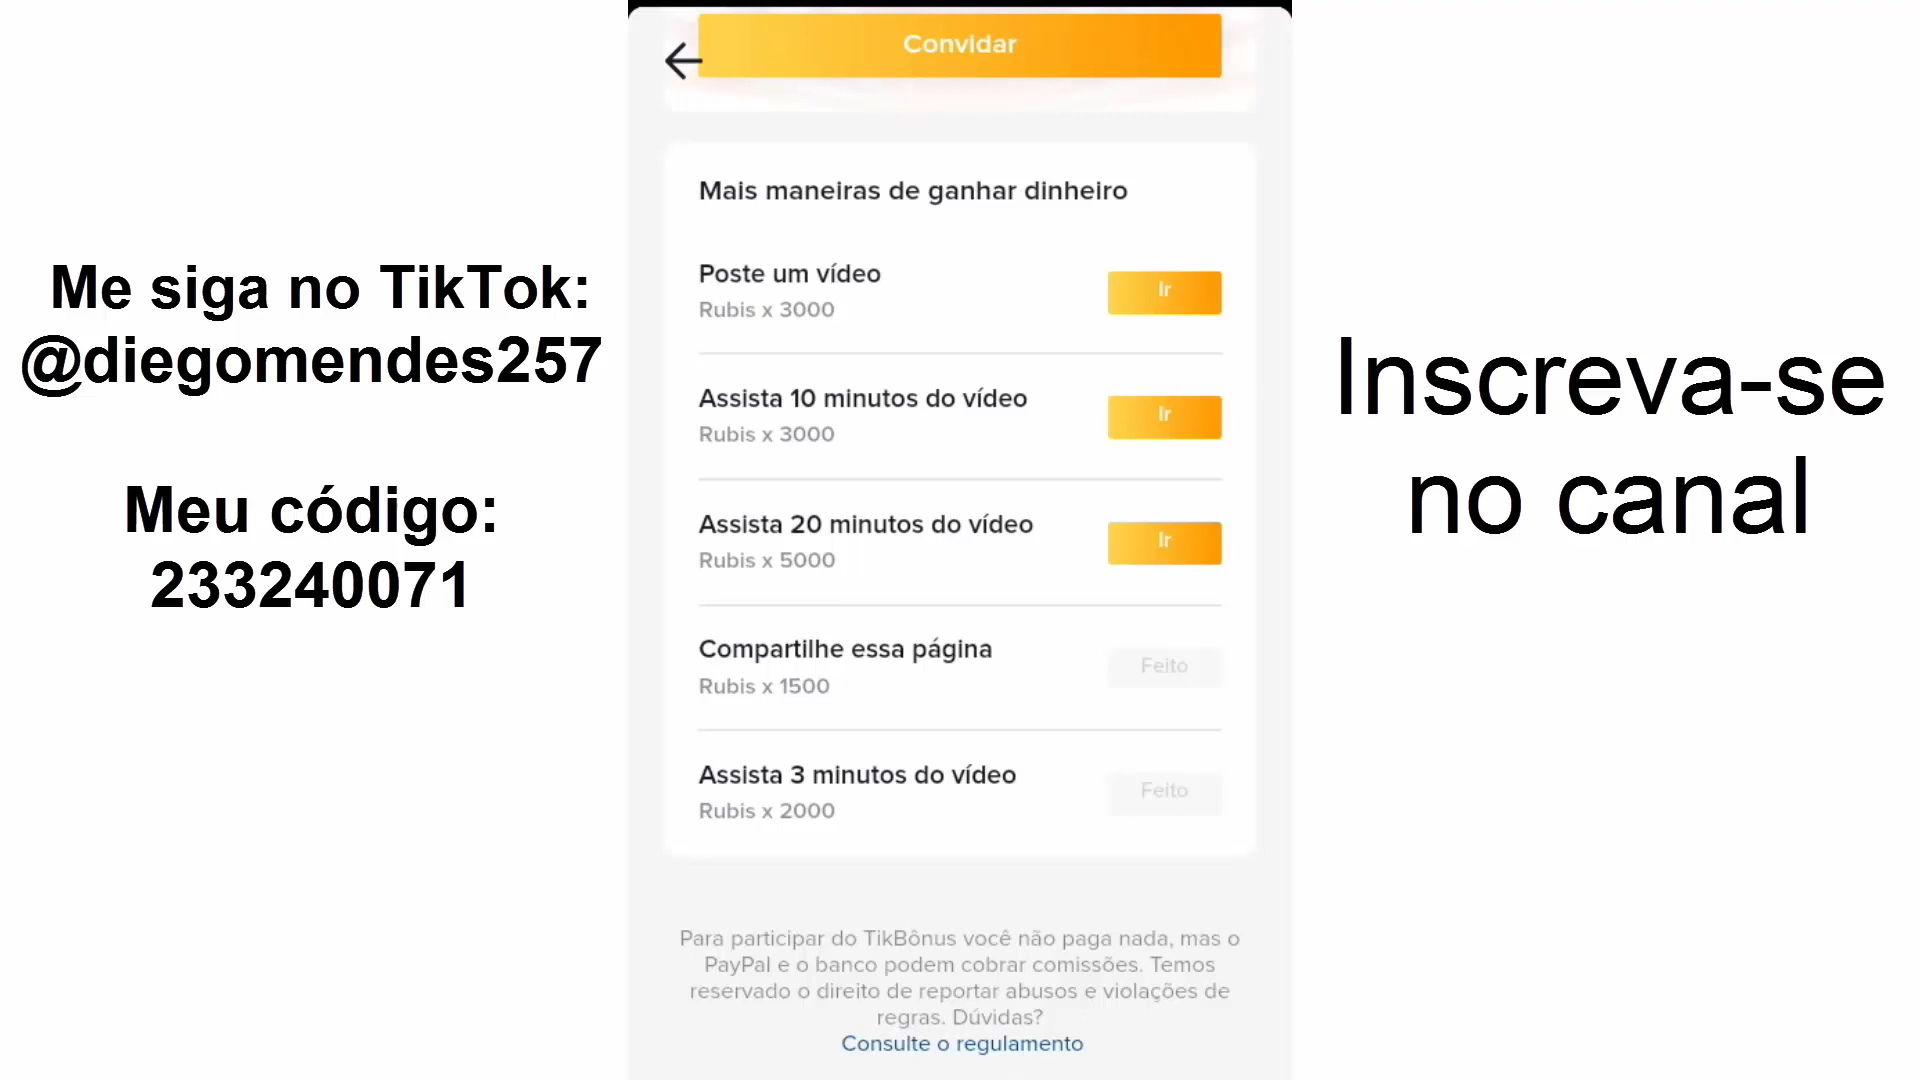 Me siga no TikTok:
@diegomendes257
Meu código:
233240071
Convidar
Mais maneiras de ganhar dinheiro
Poste um vídeo
Rubis x 3000
Ir
Assista 10 minutos do vídeo
Rubis x 3000
Ir
Assista 20 minutos do vídeo
Rubis x 5000
Ir
Compartilhe essa página
Rubis x 1500
Feito
Assista 3 minutos do vídeo
Rubis x 2000
Feito
Para participar do TikBônus você não paga nada, mas o
PayPal e o banco podem cobrar comissões. Temos
reservado o direito de reportar abusos e violações de
regras. Dúvidas?
Consulte o regulamento
Inscreva-se
no canal